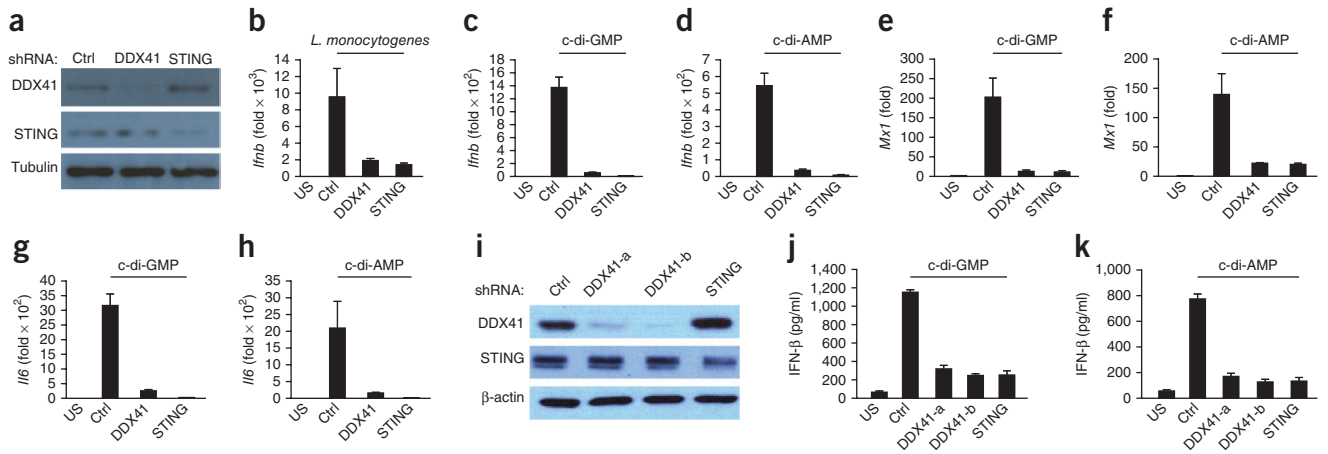 a
shRNA: Ctrl DDX41 STING
DDX41
STING
Tubulin
b
L. monocytogenes
Ifnb (fold × 10³)
14
12
10
8
6
4
2
0
US
Ctrl
DDX41
STING
c
c-di-GMP
Ifnb (fold × 10²)
18
16
14
12
10
8
6
4
2
0
US
Ctrl
DDX41
STING
d
c-di-AMP
Ifnb (fold × 10²)
7
6
5
4
3
2
1
0
US
Ctrl
DDX41
STING
e
c-di-GMP
Mx1 (fold)
300
250
200
150
100
50
0
US
Ctrl
DDX41
STING
f
c-di-AMP
Mx1 (fold)
200
150
100
50
0
US
Ctrl
DDX41
STING
g
c-di-GMP
Il6 (fold × 10²)
40
35
30
25
20
15
10
5
0
US
Ctrl
DDX41
STING
h
c-di-AMP
Il6 (fold × 10²)
35
30
25
20
15
10
5
0
US
Ctrl
DDX41
STING
i
shRNA: Ctrl DDX41-a DDX41-b STING
DDX41
STING
β-actin
j
c-di-GMP
IFN-β (pg/ml)
1,400
1,200
1,000
800
600
400
200
0
US
Ctrl
DDX41-a
DDX41-b
STING
k
c-di-AMP
IFN-β (pg/ml)
1,000
800
600
400
200
0
US
Ctrl
DDX41-a
DDX41-b
STING